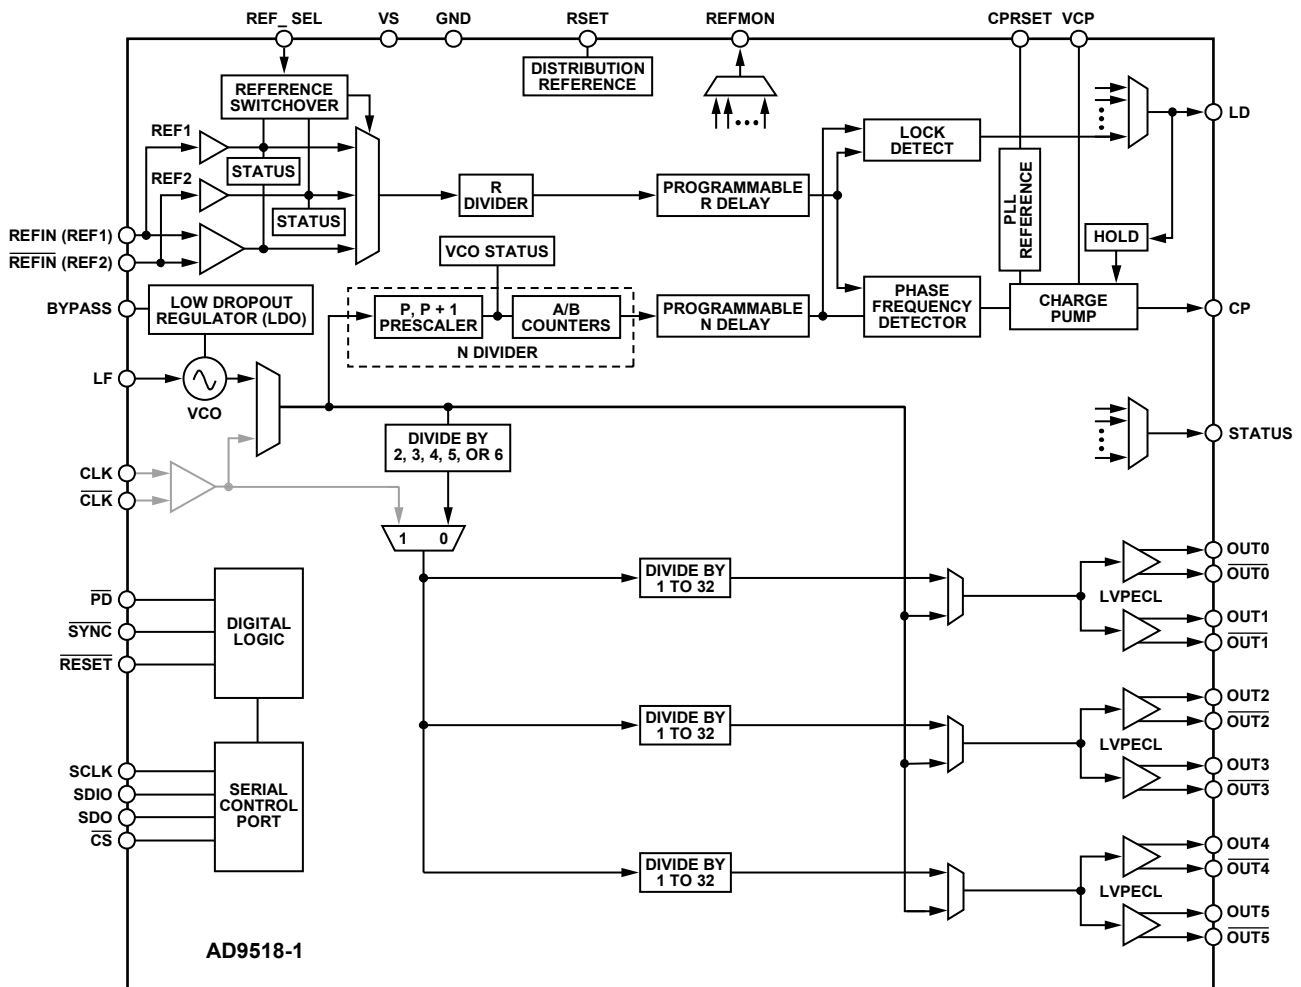 REF_ SEL
VS
GND
RSET
REFMON
CPRSET VCP
DISTRIBUTION
REFERENCE
REFERENCE
SWITCHOVER
REF1
STATUS
REF2
STATUS
REFIN (REF1)
REFIN (REF2)
BYPASS
LF
R
DIVIDER
PROGRAMMABLE
R DELAY
LOCK
DETECT
PLL
REFERENCE
HOLD
LD
VCO STATUS
LOW DROPOUT
REGULATOR (LDO)
P, P + 1
PRESCALER
A/B
COUNTERS
N DIVIDER
PROGRAMMABLE
N DELAY
PHASE
FREQUENCY
DETECTOR
CHARGE
PUMP
CP
VCO
STATUS
DIVIDE BY
2, 3, 4, 5, OR 6
CLK
CLK
1 0
PD
SYNC
RESET
DIGITAL
LOGIC
SCLK
SDIO
SDO
CS
SERIAL
CONTROL
PORT
DIVIDE BY
1 TO 32
LVPECL
OUT0
OUT0
OUT1
OUT1
DIVIDE BY
1 TO 32
LVPECL
OUT2
OUT2
OUT3
OUT3
DIVIDE BY
1 TO 32
LVPECL
OUT4
OUT4
OUT5
OUT5
AD9518-1